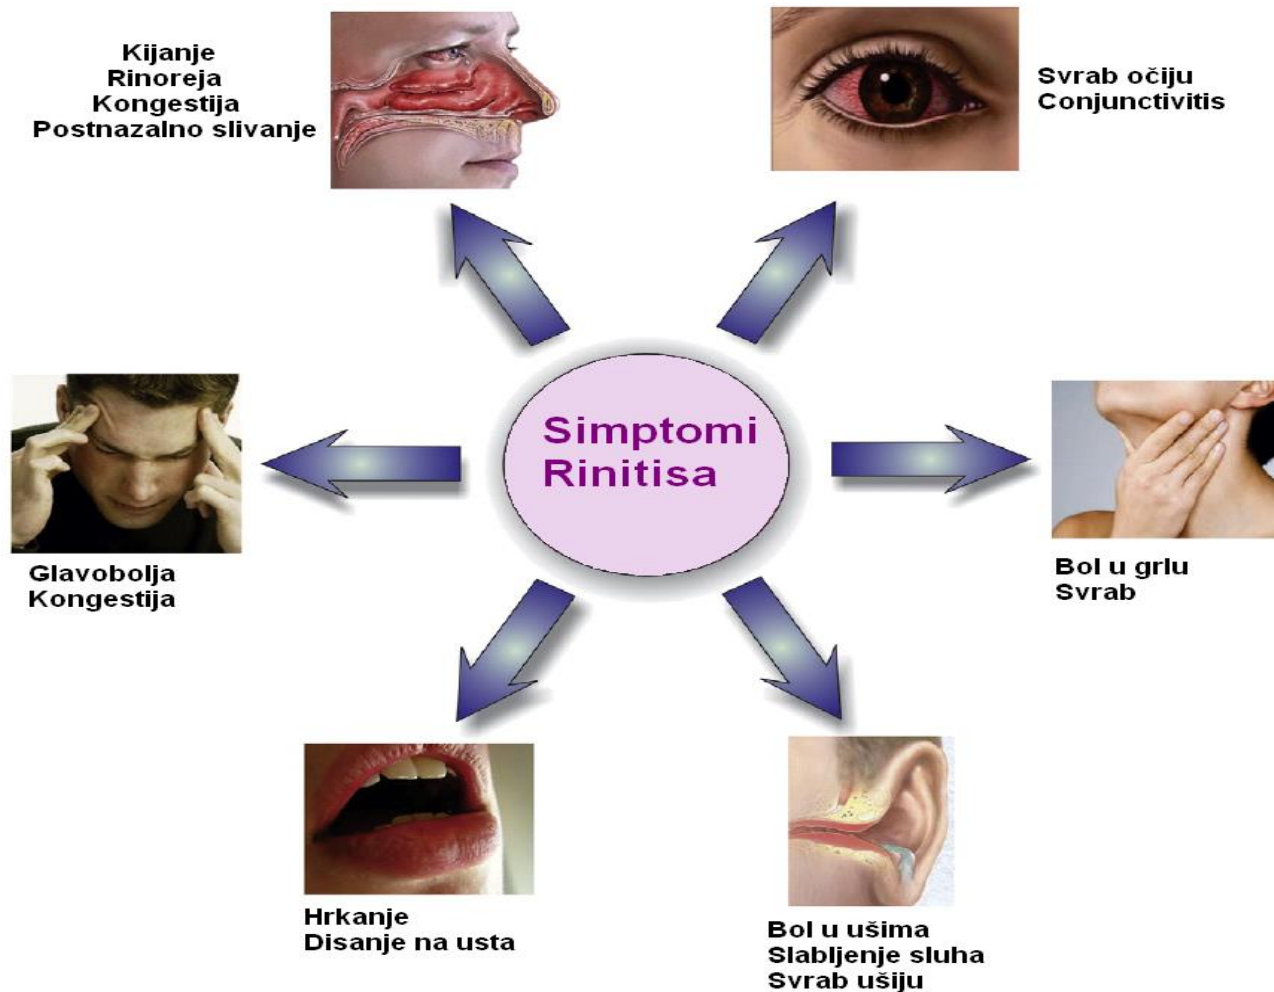 Kijanje
Rinoreja
Kongestija
Postnazalno slivanje
Svrab očiju
Conjunctivitis
Simptomi
Rinitisa
Glavobolja
Kongestija
Bol u grlu
Svrab
Hrkanje
Disanje na usta
Bol u ušima
Slabljenje sluha
Svrab ušiju